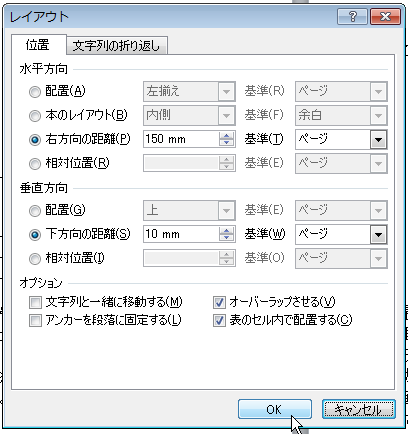 レイアウト
位置 文字列の折り返し
水平方向
配置(A) 左揃え 基準(R) ページ
本のレイアウト(B) 内側 基準(F) 余白
右方向の距離(P) 150 mm 基準(T) ページ
相対位置(R) 基準(E) ページ
垂直方向
配置(G) 上 基準(E) ページ
下方向の距離(S) 10 mm 基準(W) ページ
相対位置(I) 基準(O) ページ
オプション
文字列と一緒に移動する(M) オーバーラップさせる(V)
アンカーを段落に固定する(L) 表のセル内で配置する(C)
OK キャンセル